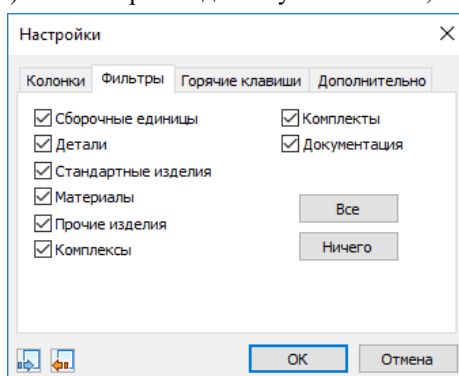 Настройки
Колонки Фильтры Горячие клавиши Дополнительно
Сборочные единицы Комплекты
Детали Документация
Стандартные изделия
Материалы
Все
Прочие изделия
Комплексы
Ничего
ОК Отмена